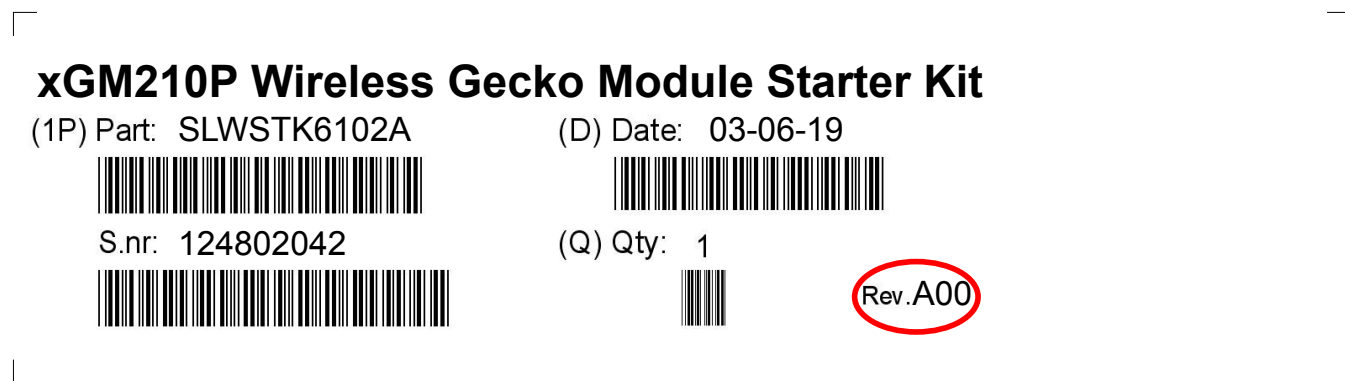 xGM210P Wireless Gecko Module Starter Kit
(1P) Part: SLWSTK6102A (D) Date: 03-06-19
S.nr: 124802042 (Q) Qty: 1
Rev.A00